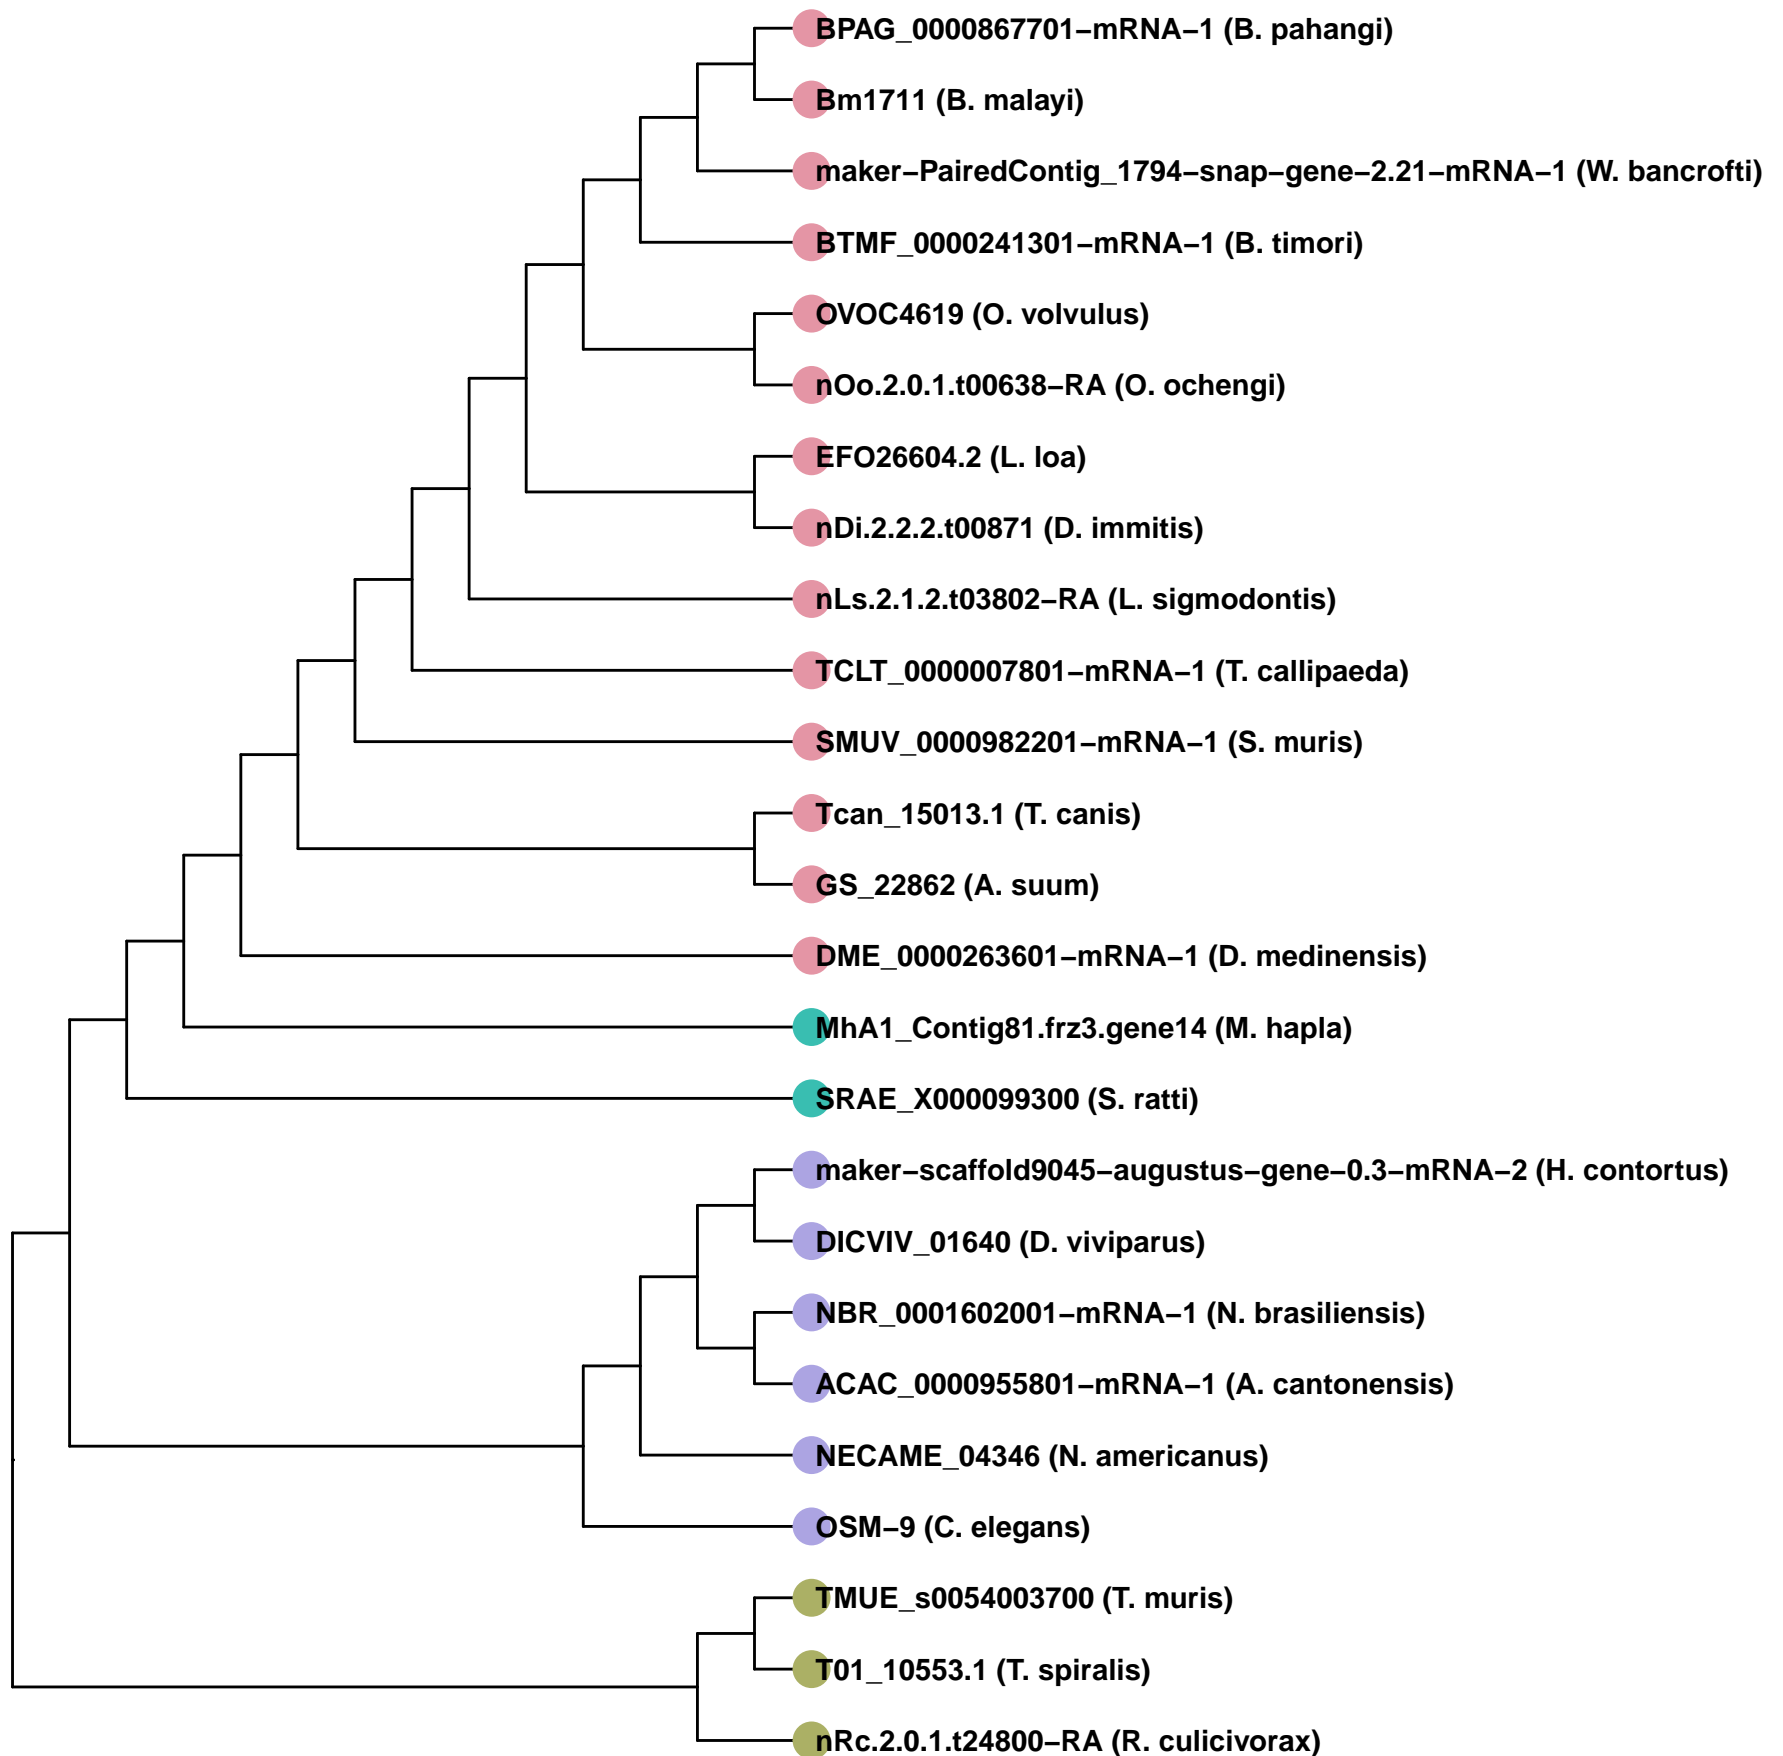 BPAG_0000867701−mRNA−1 (B. pahangi)
Bm1711 (B. malayi)
maker−PairedContig_1794−snap−gene−2.21−mRNA−1 (W. bancrofti)
BTMF_0000241301−mRNA−1 (B. timori)
OVOC4619 (O. volvulus)
nOo.2.0.1.t00638−RA (O. ochengi)
EFO26604.2 (L. loa)
nDi.2.2.2.t00871 (D. immitis)
nLs.2.1.2.t03802−RA (L. sigmodontis)
TCLT_0000007801−mRNA−1 (T. callipaeda)
SMUV_0000982201−mRNA−1 (S. muris)
Tcan_15013.1 (T. canis)
GS_22862 (A. suum)
DME_0000263601−mRNA−1 (D. medinensis)
MhA1_Contig81.frz3.gene14 (M. hapla)
SRAE_X000099300 (S. ratti)
maker−scaffold9045−augustus−gene−0.3−mRNA−2 (H. contortus)
DICVIV_01640 (D. viviparus)
NBR_0001602001−mRNA−1 (N. brasiliensis)
ACAC_0000955801−mRNA−1 (A. cantonensis)
NECAME_04346 (N. americanus)
OSM−9 (C. elegans)
TMUE_s0054003700 (T. muris)
T01_10553.1 (T. spiralis)
nRc.2.0.1.t24800−RA (R. culicivorax)